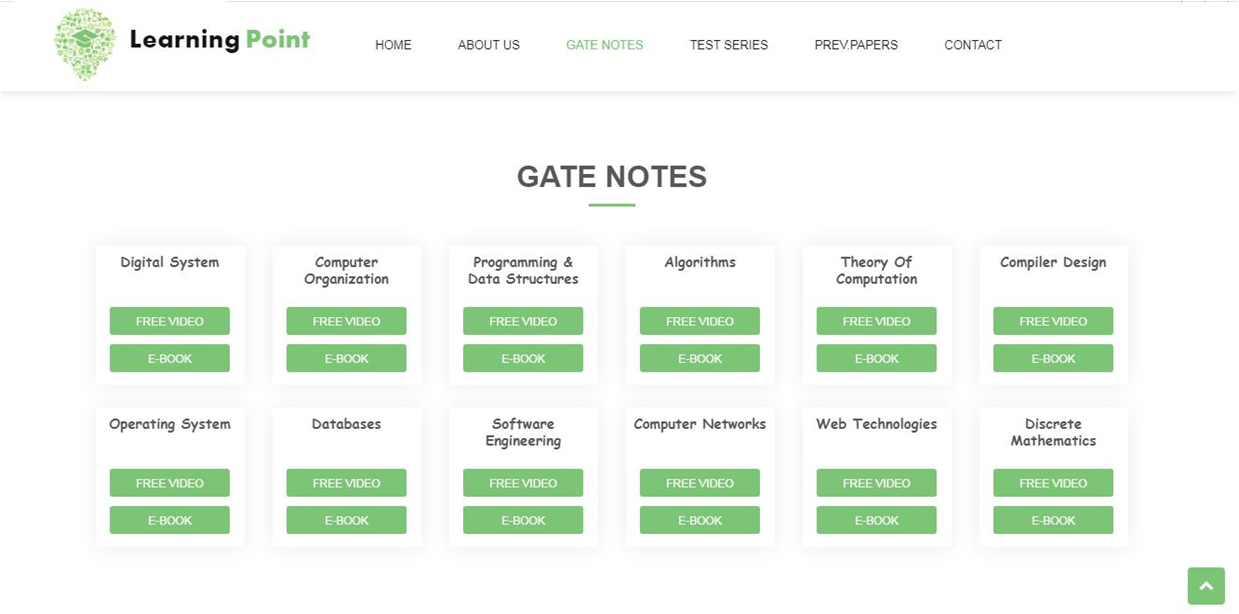 Learning Point
HOME ABOUT US GATE NOTES TEST SERIES PREV.PAPERS CONTACT
GATE NOTES
Digital System
FREE VIDEO
E-BOOK
Computer
Organization
FREE VIDEO
E-BOOK
Programming &
Data Structures
FREE VIDEO
E-BOOK
Algorithms
FREE VIDEO
E-BOOK
Theory Of
Computation
FREE VIDEO
E-BOOK
Compiler Design
FREE VIDEO
E-BOOK
Operating System
FREE VIDEO
E-BOOK
Databases
FREE VIDEO
E-BOOK
Software
Engineering
FREE VIDEO
E-BOOK
Computer Networks
FREE VIDEO
E-BOOK
Web Technologies
FREE VIDEO
E-BOOK
Discrete
Mathematics
FREE VIDEO
E-BOOK